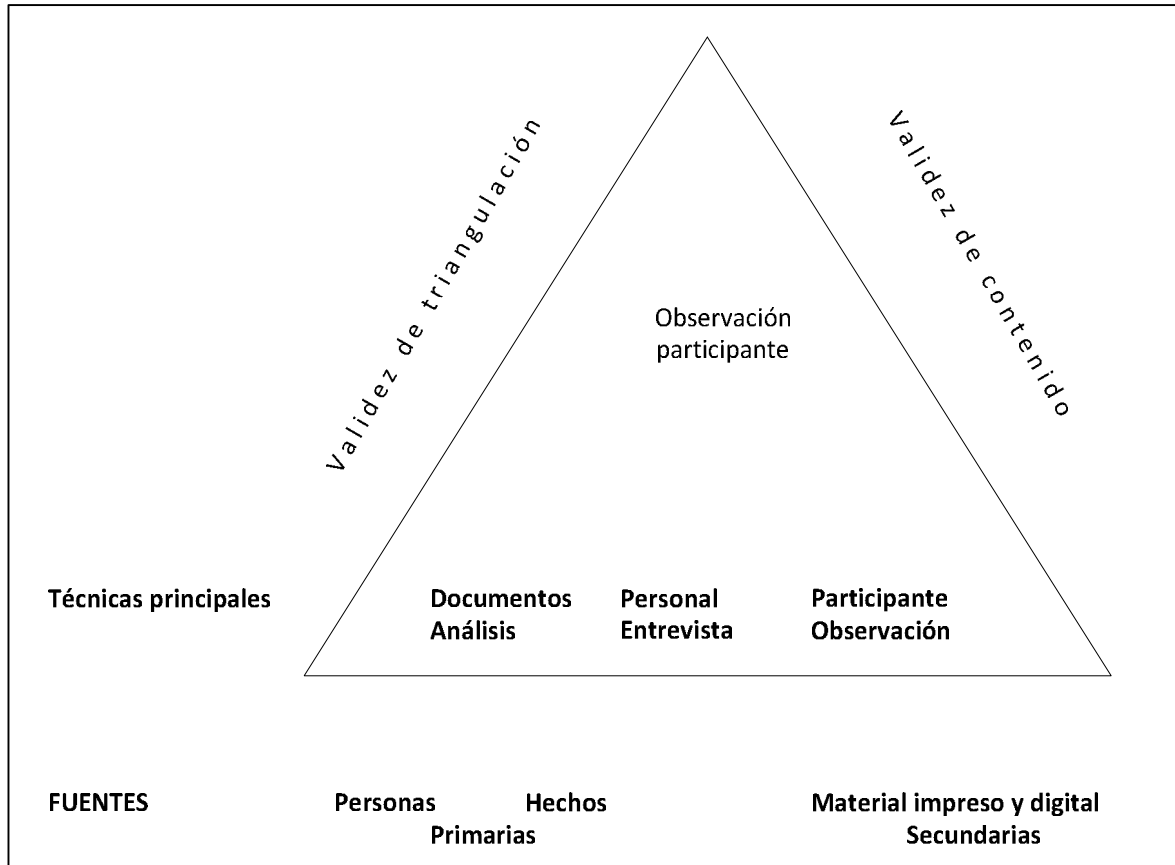 Validez de triangulación
Validez de contenido
Observación
participante
Técnicas principales
Documentos Personal Participante
Análisis Entrevista Observación
FUENTES Personas Hechos Material impreso y digital
Primarias Secundarias